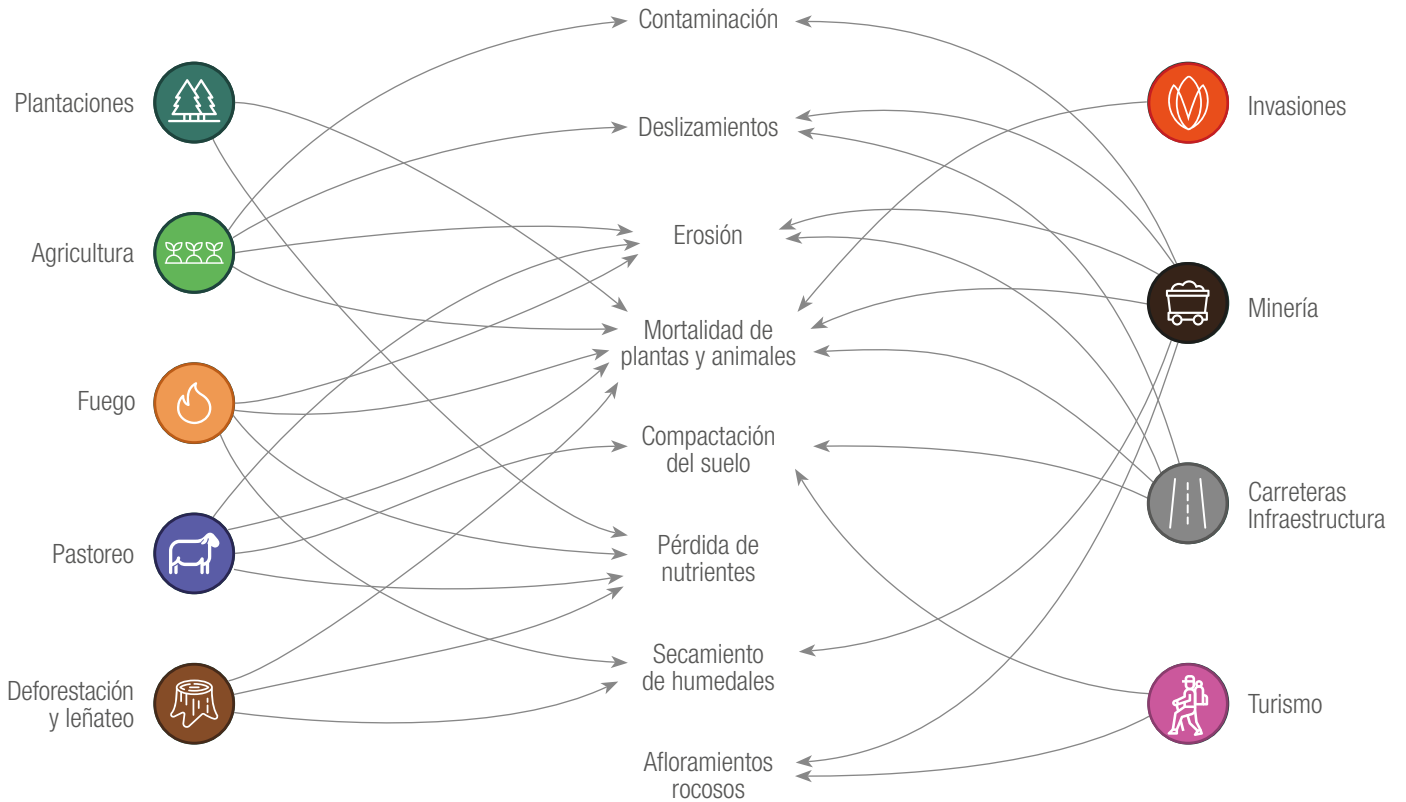 Plantaciones
Agricultura
Fuego
Pastoreo
Deforestación
y leñateo
Contaminación
Deslizamientos
Erosión
Mortalidad de
plantas y animales
Compactación
del suelo
Pérdida de
nutrientes
Secamiento
de humedales
Afloramientos
rocosos
Invasiones
Minería
Carreteras
Infraestructura
Turismo